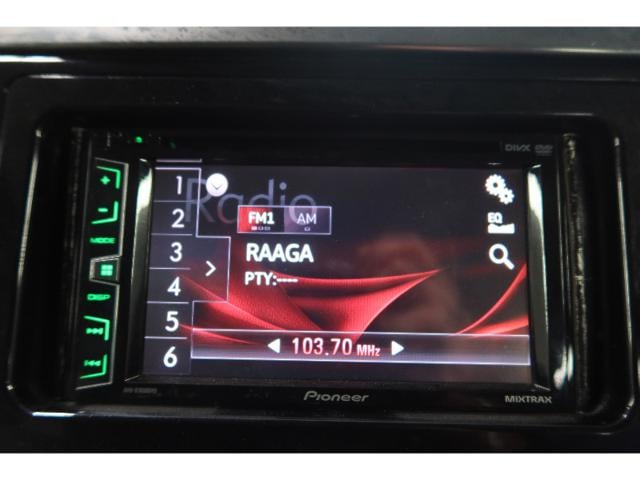 DIVX DVD
1
2
3
4
5
6
Radio
FM1 AM
RAAGA
PTY:----
EQ
103.70 MHz
+
−
MODE
DISP
Pioneer
MIXTRAX